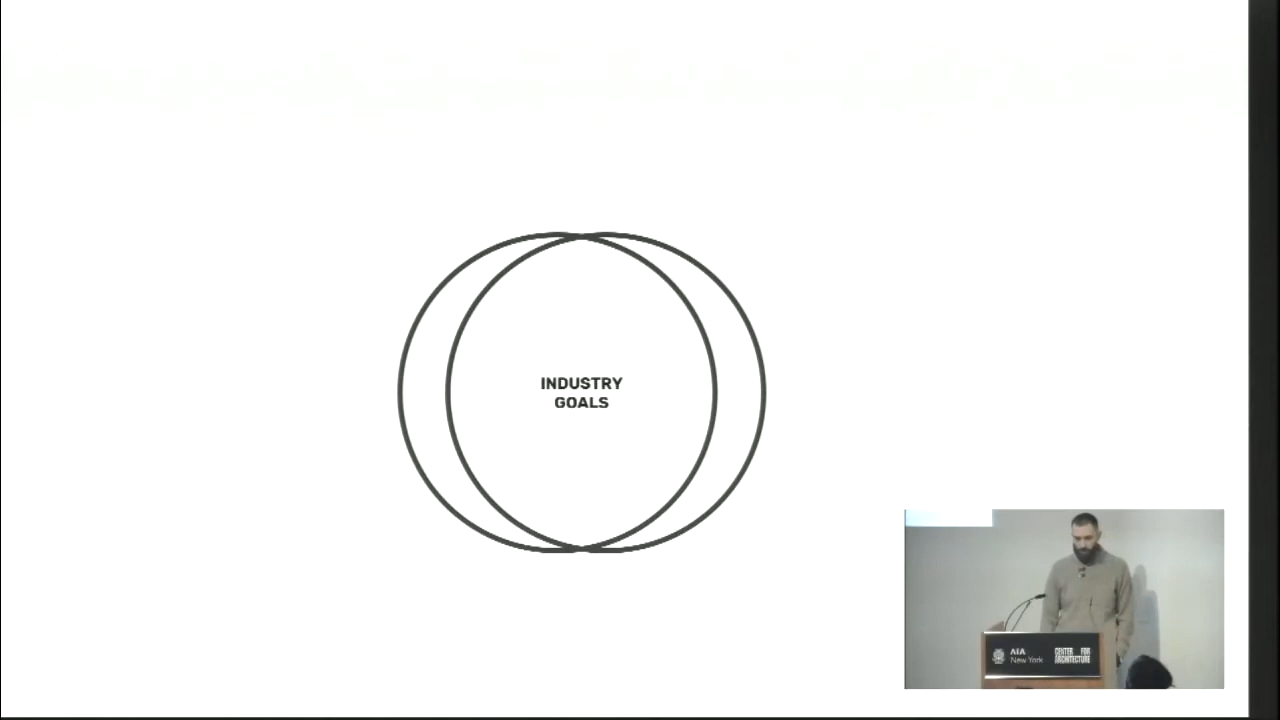 INDUSTRY
GOALS
AIA
New York
CENTER FOR
ARCHITECTURE